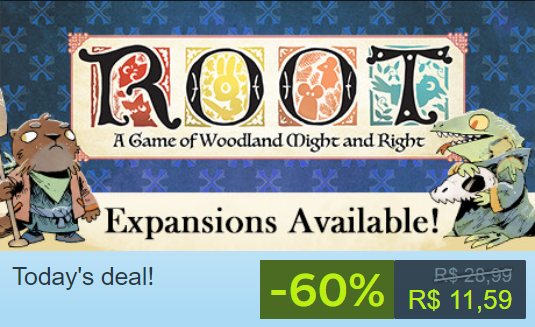 ROOT
A Game of Woodland Might and Right
Expansions Available!
Today's deal!
-60%
R$ 28,99
R$ 11,59